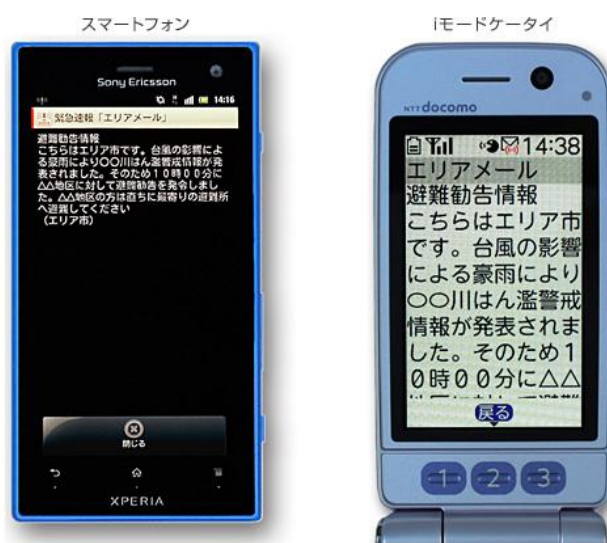 スマートフォン
Sony Ericsson
14:16
緊急速報「エリアメール」
避難勧告情報
こちらはエリア市です。台風の影響によ
る豪雨により〇〇川はん濫警戒情報が発
表されました。そのため10時00分に
△△地区に対して避難勧告を発令しまし
た。△△地区の方は直ちに最寄りの避難所
へ避難してください
（エリア市）
閉じる
XPERIA
iモードケータイ
NTT docomo
14:38
エリアメール
避難勧告情報
こちらはエリア市
です。台風の影響
による豪雨により
〇〇川はん濫警戒
情報が発表されま
した。そのため1
0時00分に△△
戻る
1 2 3